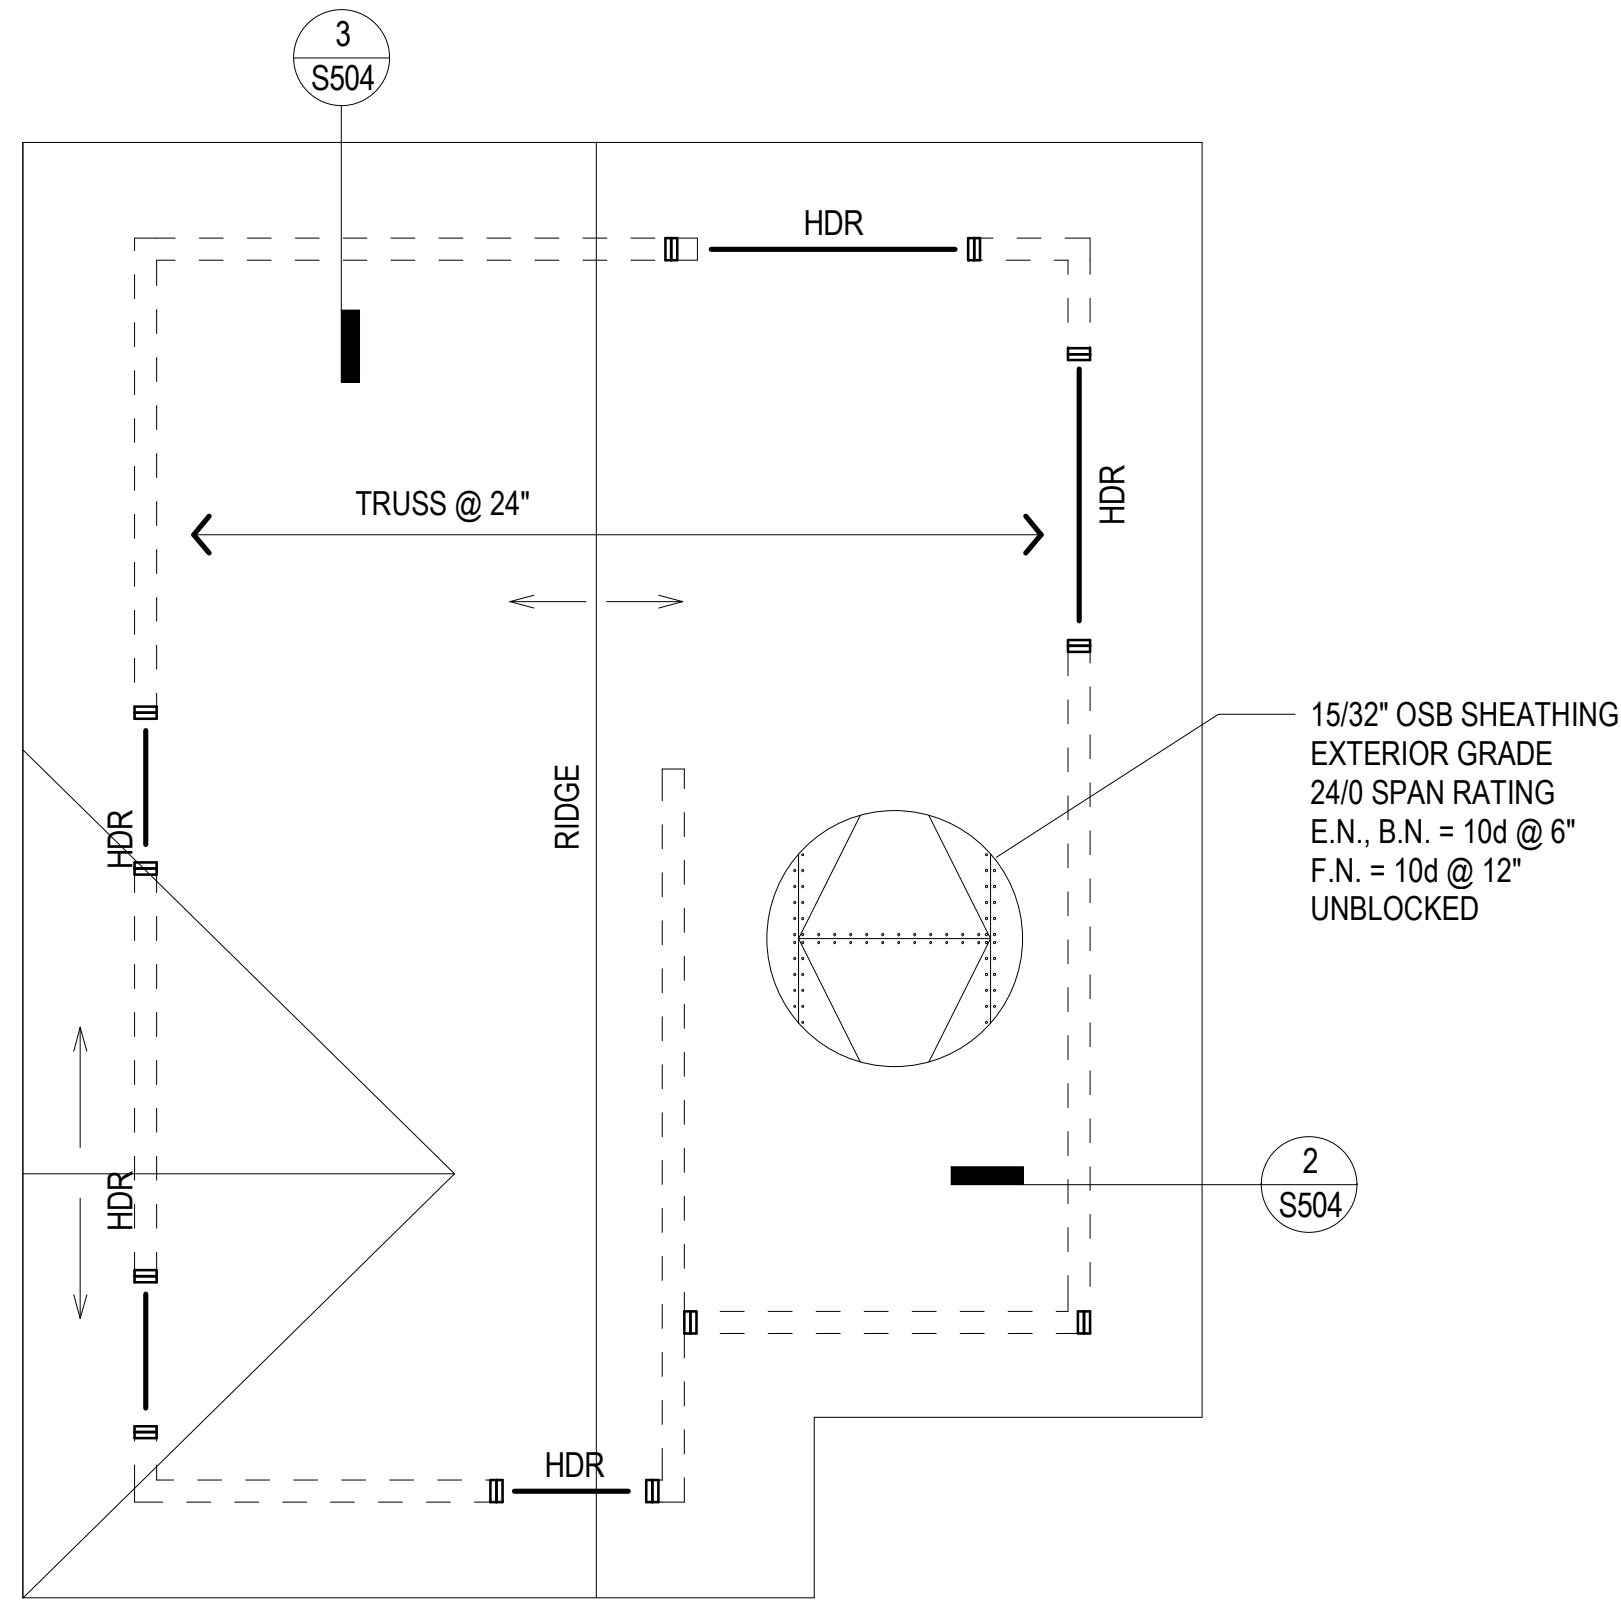 3
S504
HDR
TRUSS @ 24"
HDR
15/32" OSB SHEATHING
EXTERIOR GRADE
24/0 SPAN RATING
E.N., B.N. = 10d @ 6"
F.N. = 10d @ 12"
UNBLOCKED
RIDGE
HDR
2
S504
HDR
HDR